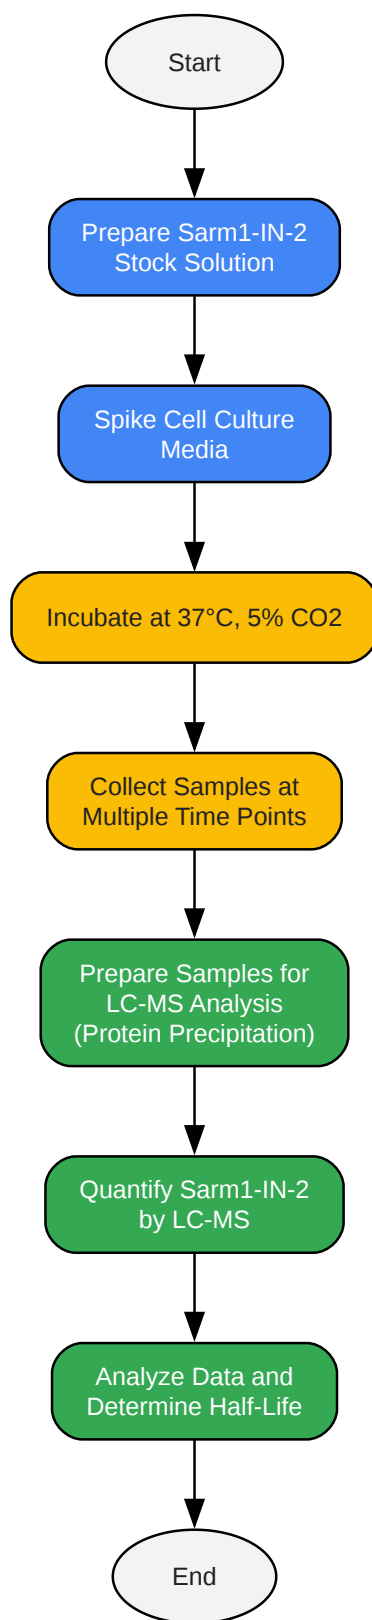 Start
Prepare Sarm1-IN-2
Stock Solution
Spike Cell Culture
Media
Incubate at 37°C, 5% CO2
Collect Samples at
Multiple Time Points
Prepare Samples for
LC-MS Analysis
(Protein Precipitation)
Quantify Sarm1-IN-2
by LC-MS
Analyze Data and
Determine Half-Life
End